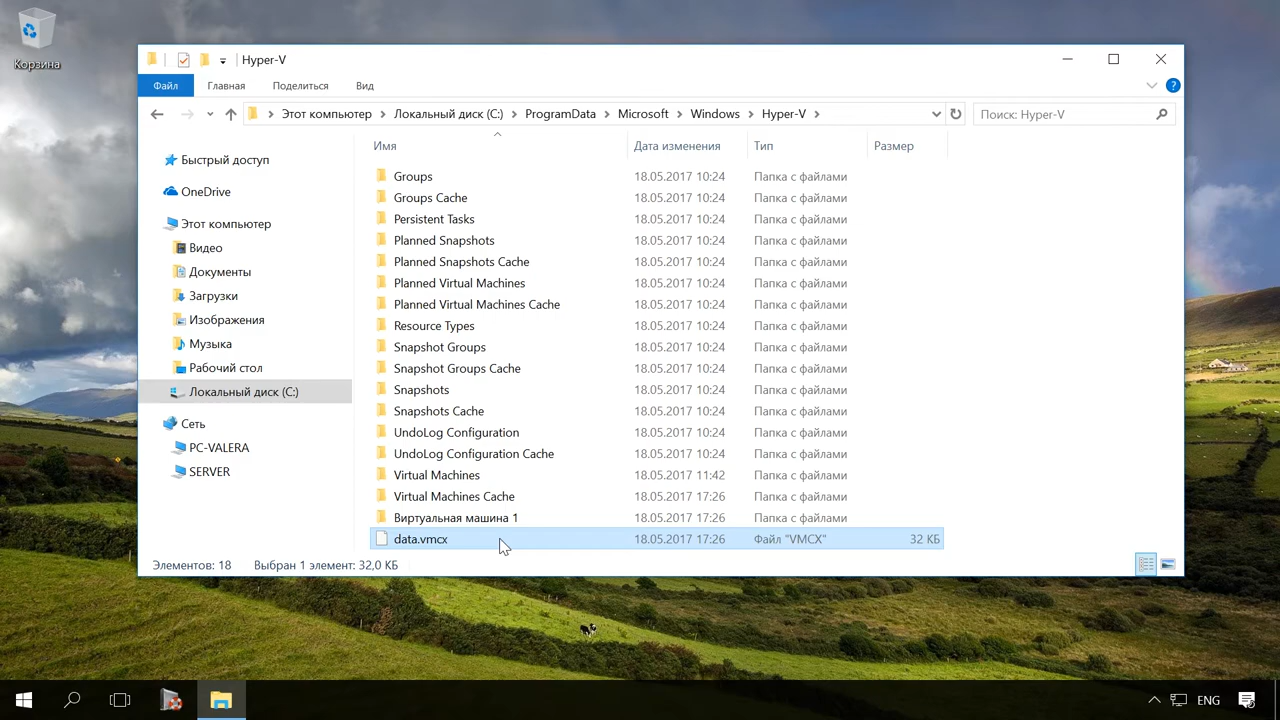 Корзина
Hyper-V
Файл Главная Поделиться Вид
Этот компьютер Локальный диск (C:) ProgramData Microsoft Windows Hyper-V Поиск: Hyper-V
Быстрый доступ
OneDrive
Этот компьютер
Видео
Документы
Загрузки
Изображения
Музыка
Рабочий стол
Локальный диск (C:)
Сеть
PC-VALERA
SERVER
Имя Дата изменения Тип Размер
Groups 18.05.2017 10:24 Папка с файлами
Groups Cache 18.05.2017 10:24 Папка с файлами
Persistent Tasks 18.05.2017 10:24 Папка с файлами
Planned Snapshots 18.05.2017 10:24 Папка с файлами
Planned Snapshots Cache 18.05.2017 10:24 Папка с файлами
Planned Virtual Machines 18.05.2017 10:24 Папка с файлами
Planned Virtual Machines Cache 18.05.2017 10:24 Папка с файлами
Resource Types 18.05.2017 10:24 Папка с файлами
Snapshot Groups 18.05.2017 10:24 Папка с файлами
Snapshot Groups Cache 18.05.2017 10:24 Папка с файлами
Snapshots 18.05.2017 10:24 Папка с файлами
Snapshots Cache 18.05.2017 10:24 Папка с файлами
UndoLog Configuration 18.05.2017 10:24 Папка с файлами
UndoLog Configuration Cache 18.05.2017 10:24 Папка с файлами
Virtual Machines 18.05.2017 11:42 Папка с файлами
Virtual Machines Cache 18.05.2017 17:26 Папка с файлами
Виртуальная машина 1 18.05.2017 17:26 Папка с файлами
data.vmcx 18.05.2017 17:26 Файл "VMCX" 32 КБ
Элементов: 18 Выбран 1 элемент: 32,0 КБ
ENG